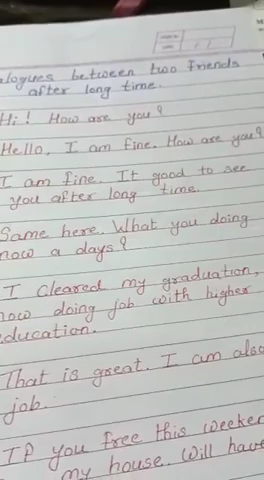 alogues between two friends
after long time.
Hi! How are you?
Hello, I am fine. How are you?
I am fine. It good to see
you after long time.
Same here. What you doing
now a days?
I Cleared my graduation,
now doing job with higher
education.
That is great. I am also
job.
If you free this weeken
my house. will have